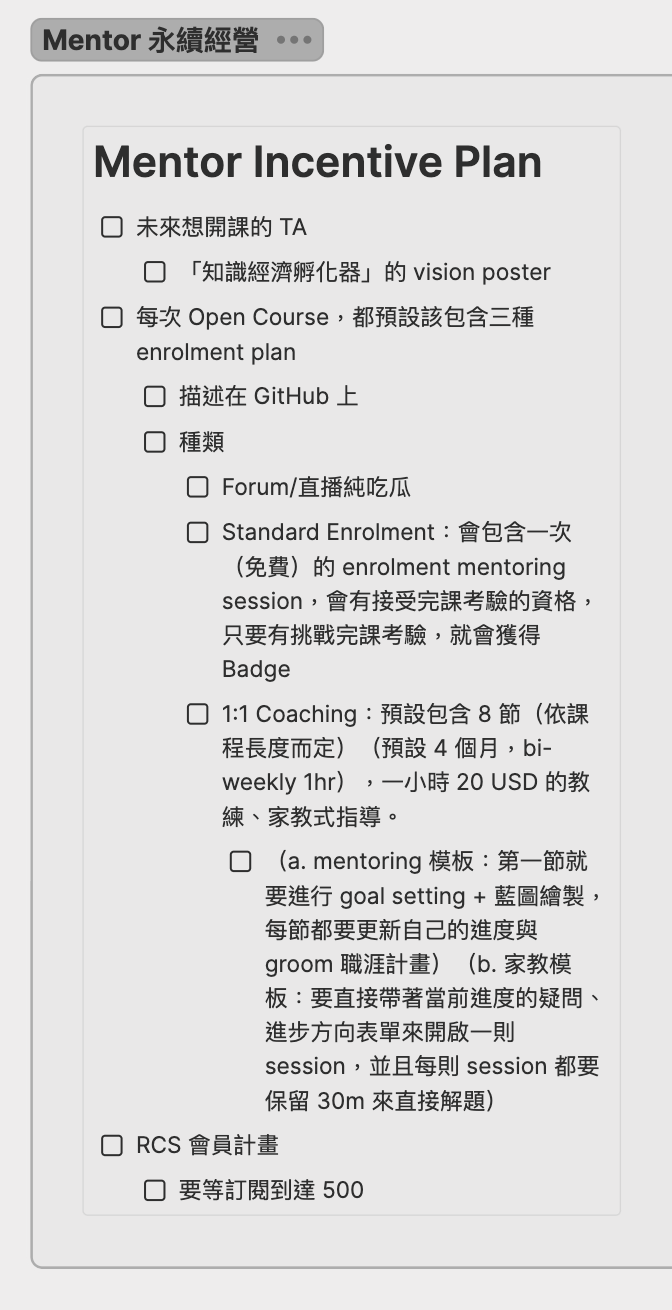 Mentor 永續經營
Mentor Incentive Plan
未來想開課的 TA
「知識經濟孵化器」的 vision poster
每次 Open Course，都預設該包含三種
enrolment plan
描述在 GitHub 上
種類
Forum/直播純吃瓜
Standard Enrolment：會包含一次
（免費）的 enrolment mentoring
session，會有接受完課考驗的資格，
只要有挑戰完課考驗，就會獲得
Badge
1:1 Coaching：預設包含 8 節（依課
程長度而定）（預設 4 個月，bi-
weekly 1hr），一小時 20 USD 的教
練、家教式指導。
（a. mentoring 模板：第一節就
要進行 goal setting + 藍圖繪製，
每節都要更新自己的進度與
groom 職涯計畫）（b. 家教模
板：要直接帶著當前進度的疑問、
進步方向表單來開啟一則
session，並且每則 session 都要
保留 30m 來直接解題）
RCS 會員計畫
要等訂閱到達 500